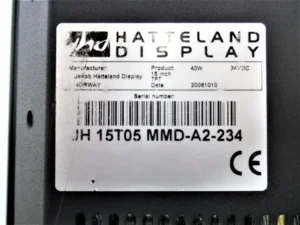 HATTELAND
DISPLAY
Manufacturer: Product: 40W 24VDC
Jakob Hatteland Display 15 inch
TFT
NORWAY Date: 20061010
Serial number:
JH 15T05 MMD-A2-234
CE